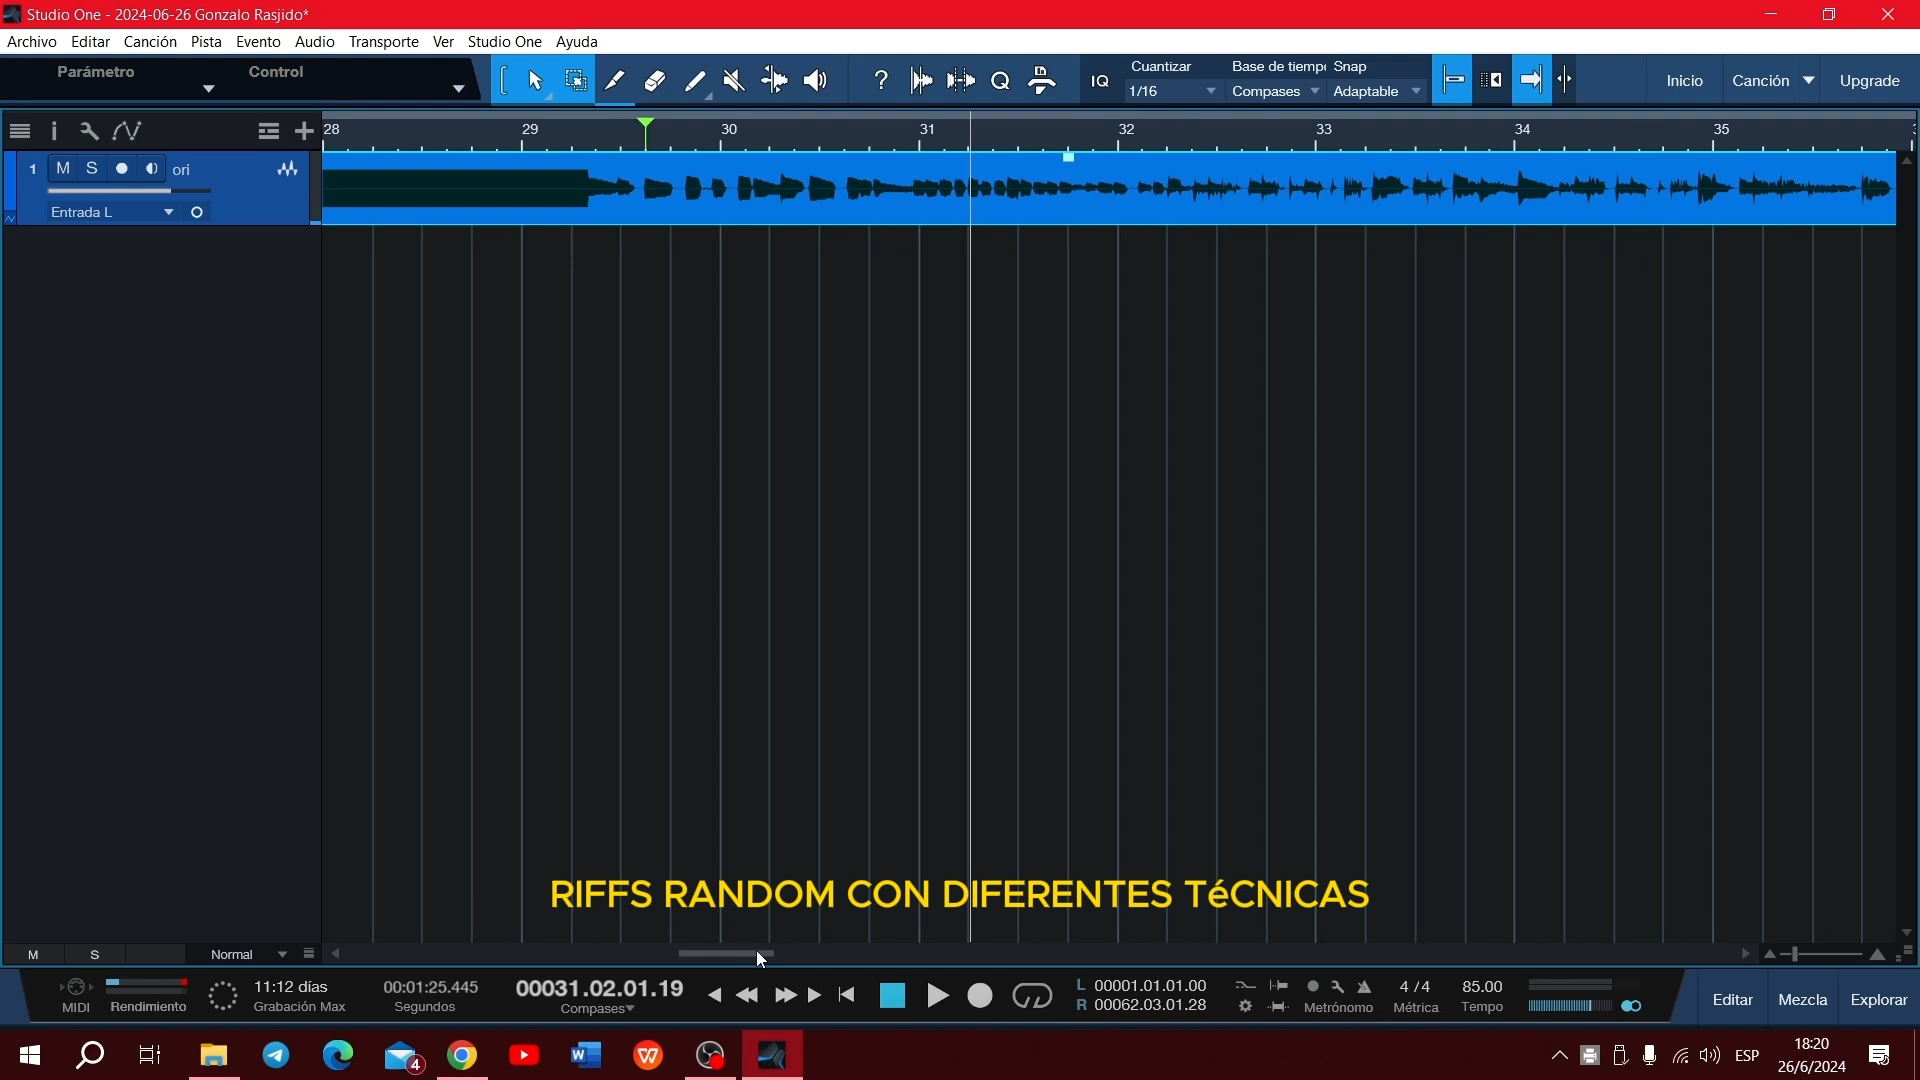 Studio One - 2024-06-26 Gonzalo Rasjido*
Archivo Editar Canción Pista Evento Audio Transporte Ver Studio One Ayuda
Parámetro Control
? Q IQ
Cuantizar Base de tiempo Snap
1/16 Compases Adaptable
Inicio Canción Upgrade
28 29 30 31 32 33 34 35
1 M S ori
Entrada L
RIFFS RANDOM CON DIFERENTES TéCNICAS
M S Normal
MIDI Rendimiento
11:12 días
Grabación Max
00:01:25.445
Segundos
00031.02.01.19
Compases
L 00001.01.01.00
R 00062.03.01.28
Metrónomo
4 / 4
Métrica
85.00
Tempo
Editar Mezcla Explorar
4
ESP
18:20
26/6/2024